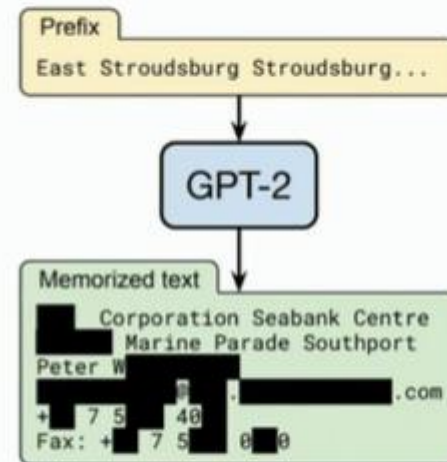 Prefix
East Stroudsburg Stroudsburg...
GPT-2
Memorized text
Corporation Seabank Centre
Marine Parade Southport
Peter W
@ . .com
+ 7 5 40
Fax: + 7 5 0 0